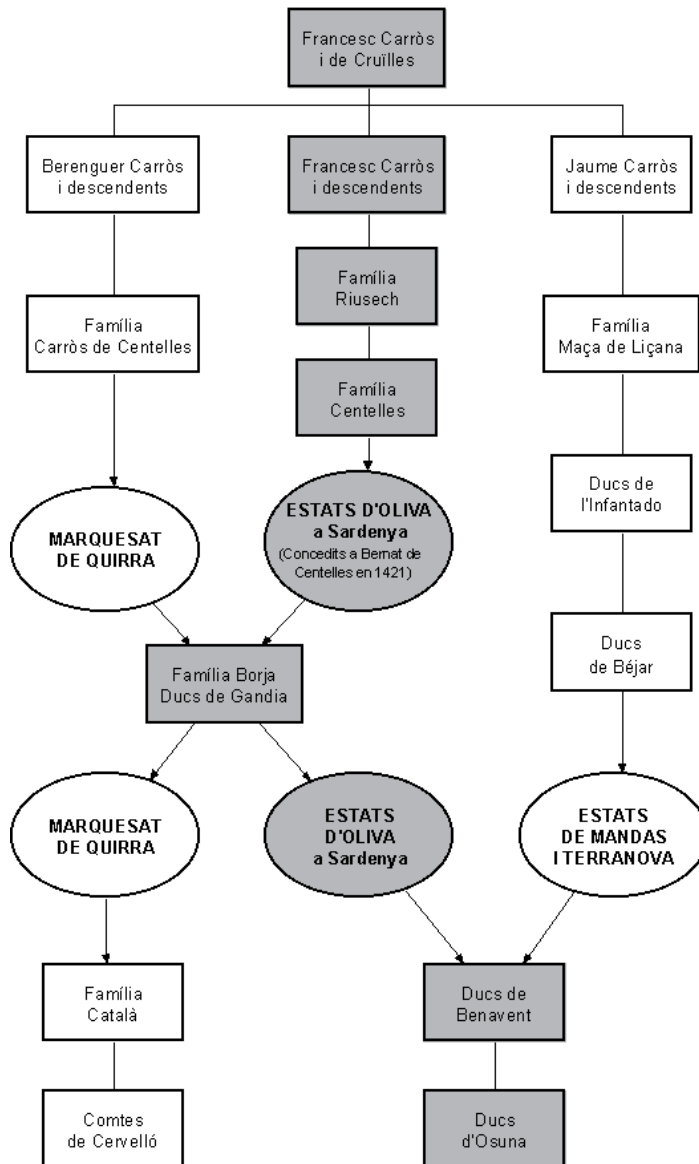 Francesc Carròs
i de Cruïlles
Berenguer Carròs
i descendents
Francesc Carròs
i descendents
Jaume Carròs
i descendents
Família
Riusech
Família
Carròs de Centelles
Família
Maça de Liçana
Família
Centelles
Ducs de
l'Infantado
MARQUESAT
DE QUIRRA
ESTATS D'OLIVA
a Sardenya
(Concedits a Bernat de
Centelles en 1421)
Ducs
de Béjar
Família Borja
Ducs de Gandia
MARQUESAT
DE QUIRRA
ESTATS
D'OLIVA
a Sardenya
ESTATS
DE MANDAS
I TERRANOVA
Família
Català
Ducs de
Benavent
Comtes
de Cervelló
Ducs
d'Osuna